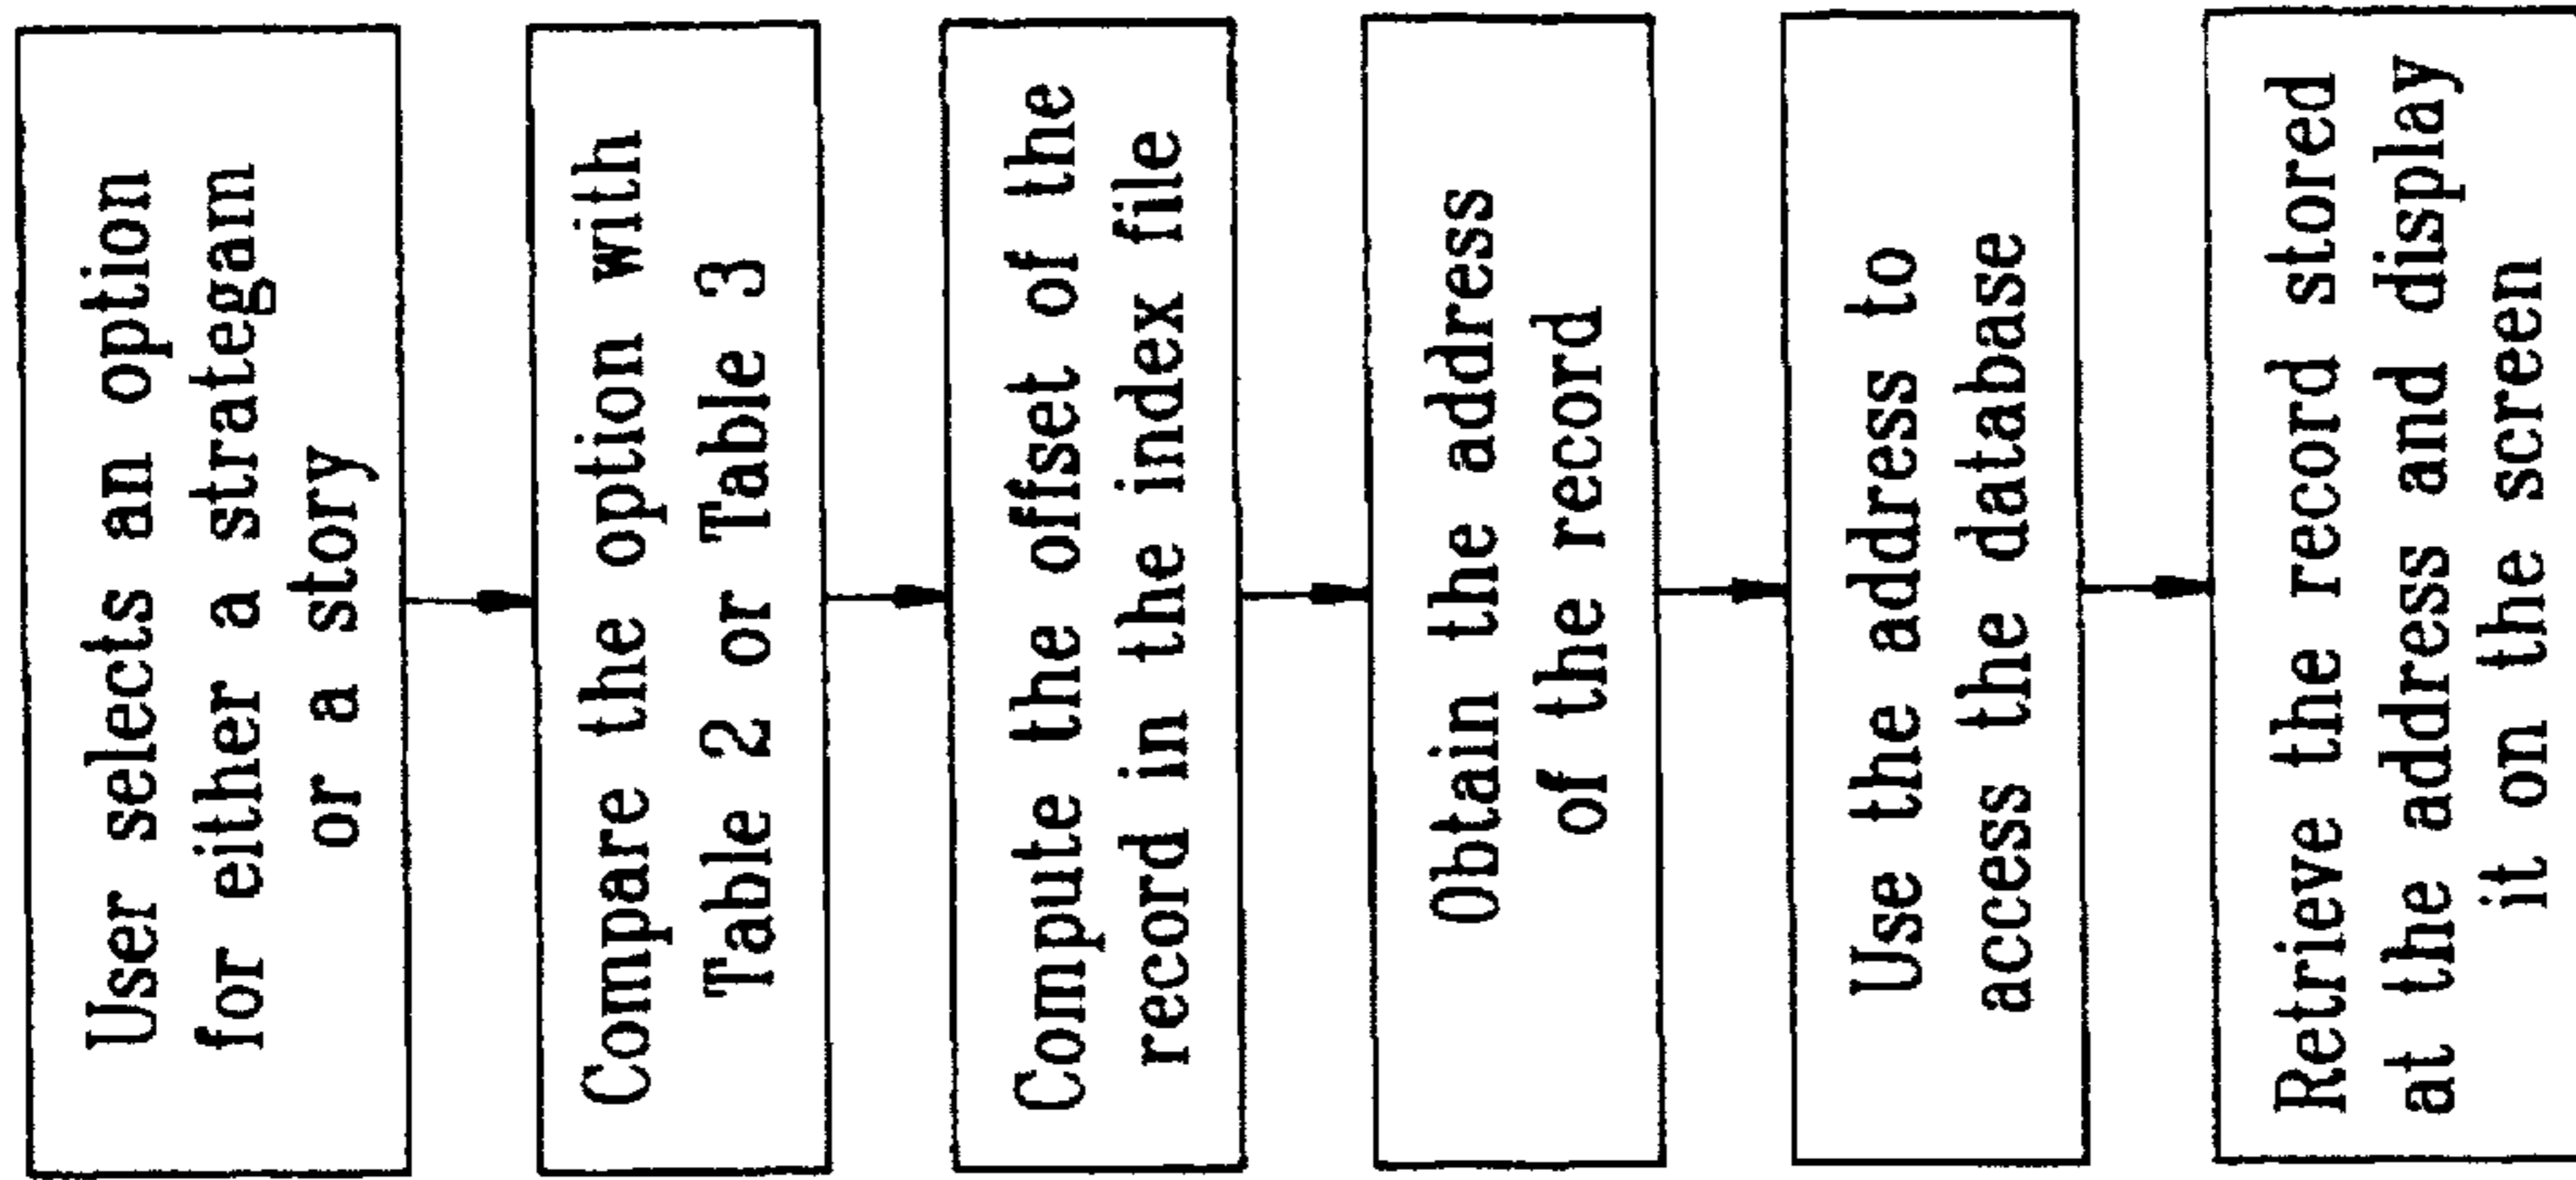 User selects an option
for either a strategam
or a story
Compare the option with
Table 2 or Table 3
Compute the offset of the
record in the index file
Obtain the address
of the record
Use the address to
access the database
Retrieve the record stored
at the address and display
it on the screen